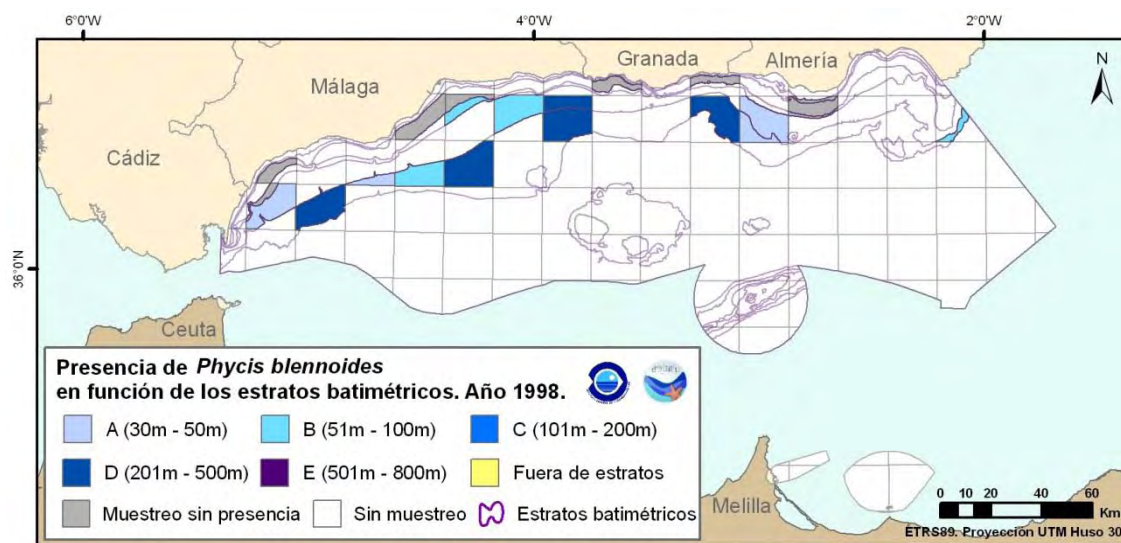 6°0'W
4°0'W
2°0'W
Granada
Almería
N
Málaga
Cádiz
36°0'N
Ceuta
Presencia de Phycis blennoides
en función de los estratos batimétricos. Año 1998.
A (30m - 50m)
B (51m - 100m)
C (101m - 200m)
D (201m - 500m)
E (501m - 800m)
Fuera de estratos
Muestreo sin presencia
Sin muestreo
Estratos batimétricos
Melilla
0 10 20 40 60
Km
ETRS89. Proyección UTM Huso 30